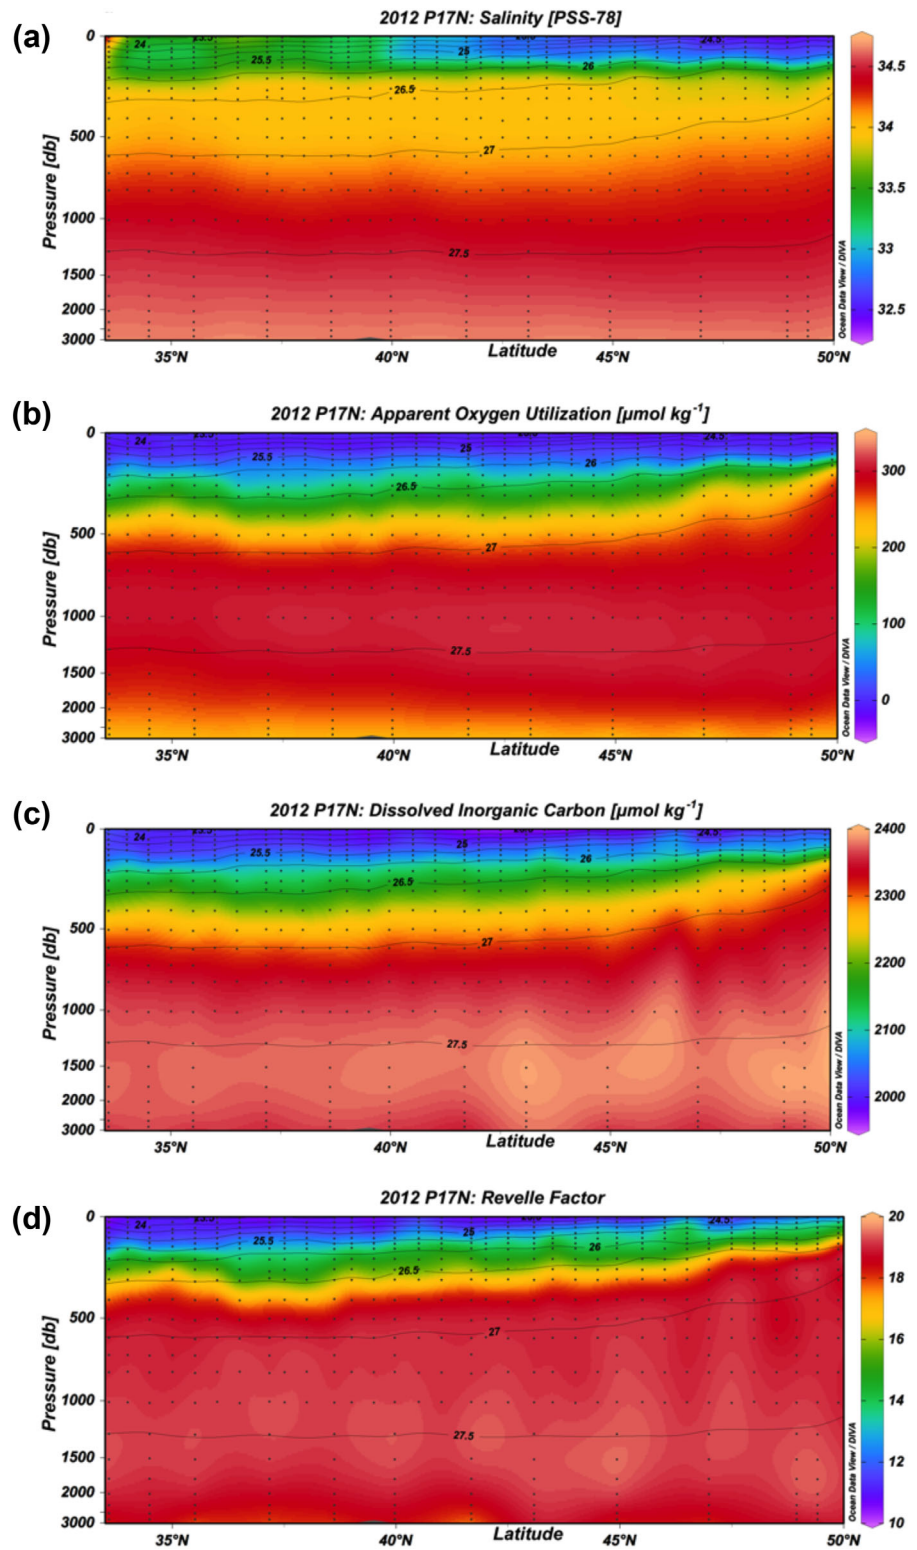 (a)
2012 P17N: Salinity [PSS-78]
0
500
1000
1500
2000
3000
Pressure [db]
24
25.5
25
26
24.5
26.5
27
27.5
35°N
40°N
45°N
50°N
Latitude
Ocean Data View / DIVA
34.5
34
33.5
33
32.5
(b)
2012 P17N: Apparent Oxygen Utilization [µmol kg-1]
0
500
1000
1500
2000
3000
Pressure [db]
24
25.5
25
26
24.5
26.5
27
27.5
35°N
40°N
45°N
50°N
Latitude
Ocean Data View / DIVA
300
200
100
0
(c)
2012 P17N: Dissolved Inorganic Carbon [µmol kg-1]
0
500
1000
1500
2000
3000
Pressure [db]
24
25.5
25
26
24.5
26.5
27
27.5
35°N
40°N
45°N
50°N
Latitude
Ocean Data View / DIVA
2400
2300
2200
2100
2000
(d)
2012 P17N: Revelle Factor
0
500
1000
1500
2000
3000
Pressure [db]
24
25.5
25
26
24.5
26.5
27
27.5
35°N
40°N
45°N
50°N
Latitude
Ocean Data View / DIVA
20
18
16
14
12
10